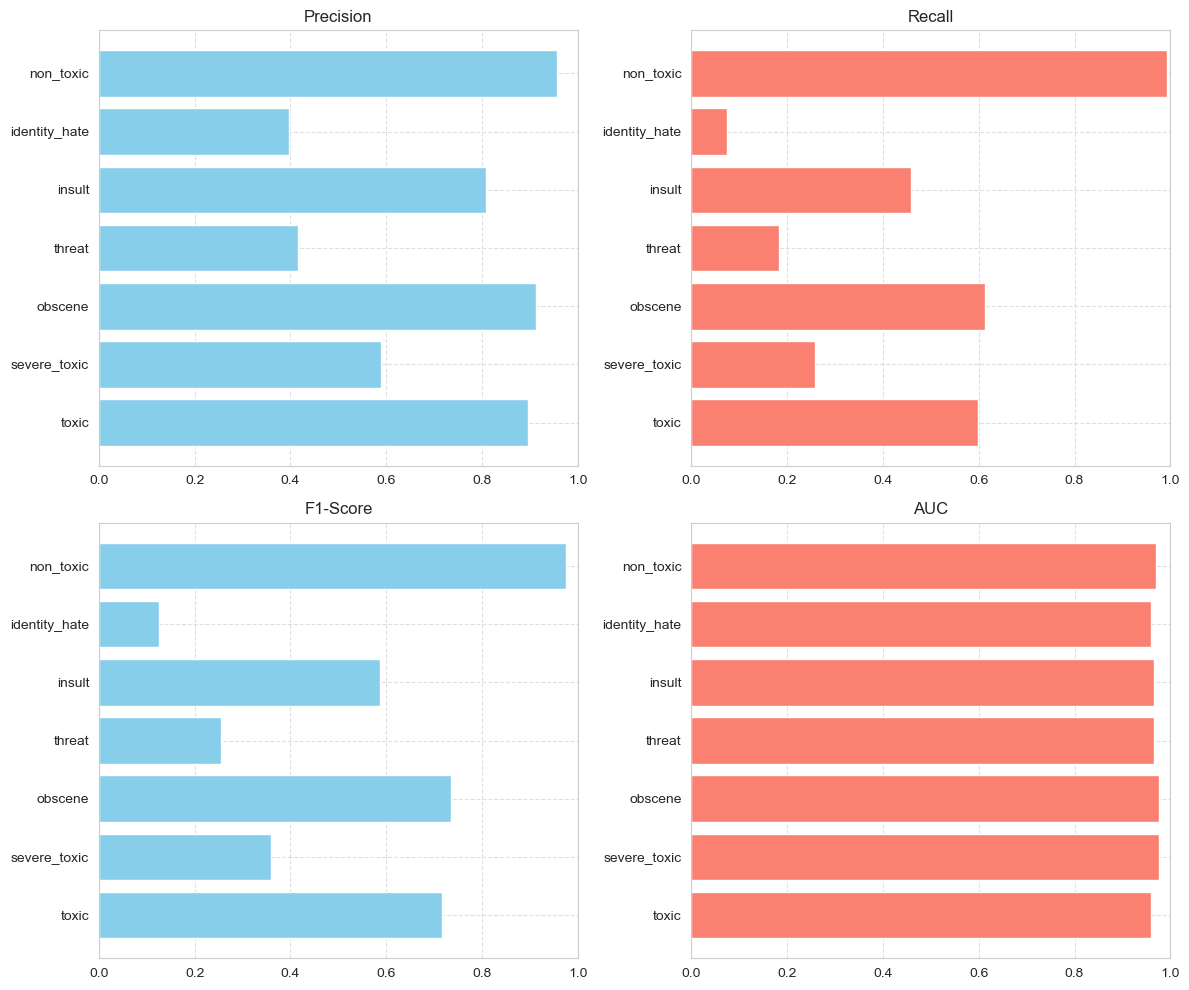 Precision
non_toxic
identity_hate
insult
threat
obscene
severe_toxic
toxic
0.0 0.2 0.4 0.6 0.8 1.0
Recall
non_toxic
identity_hate
insult
threat
obscene
severe_toxic
toxic
0.0 0.2 0.4 0.6 0.8 1.0
F1-Score
non_toxic
identity_hate
insult
threat
obscene
severe_toxic
toxic
0.0 0.2 0.4 0.6 0.8 1.0
AUC
non_toxic
identity_hate
insult
threat
obscene
severe_toxic
toxic
0.0 0.2 0.4 0.6 0.8 1.0